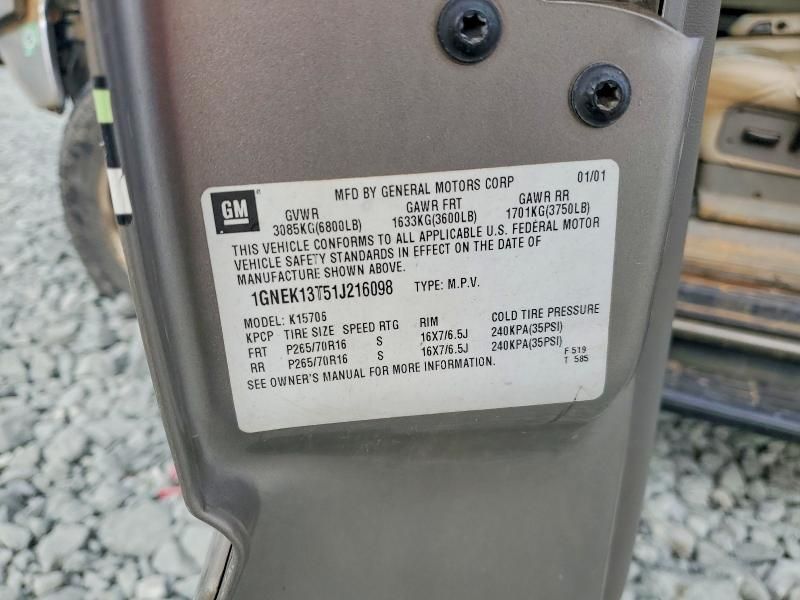 MFD BY GENERAL MOTORS CORP 01/01
GM
GVWR GAWR FRT GAWR RR
3085KG(6800LB) 1633KG(3600LB) 1701KG(3750LB)
THIS VEHICLE CONFORMS TO ALL APPLICABLE U.S. FEDERAL MOTOR
VEHICLE SAFETY STANDARDS IN EFFECT ON THE DATE OF
MANUFACTURE SHOWN ABOVE.
1GNEK13T51J216098 TYPE: M.P.V.
MODEL: K15706
KPCP TIRE SIZE SPEED RTG RIM COLD TIRE PRESSURE
FRT P265/70R16 S 16X7/6.5J 240KPA(35PSI)
RR P265/70R16 S 16X7/6.5J 240KPA(35PSI)
SEE OWNER'S MANUAL FOR MORE INFORMATION.
F 519
T 585